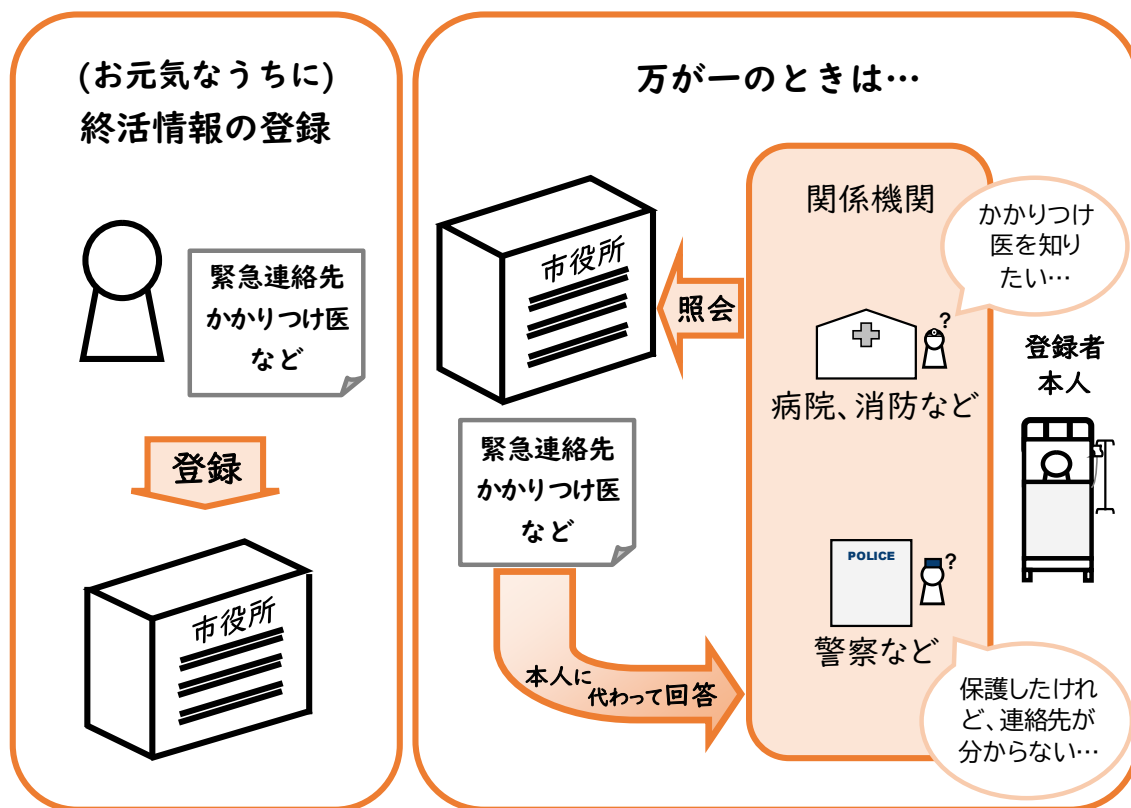 (お元気なうちに)
終活情報の登録
緊急連絡先
かかりつけ医
など
登録
市役所
万が一のときは…
市役所
照会
緊急連絡先
かかりつけ医
など
本人に
代わって回答
関係機関
かかりつけ
医を知り
たい…
?
病院、消防など
登録者
本人
POLICE
?
警察など
保護したけれ
ど、連絡先が
分からない…